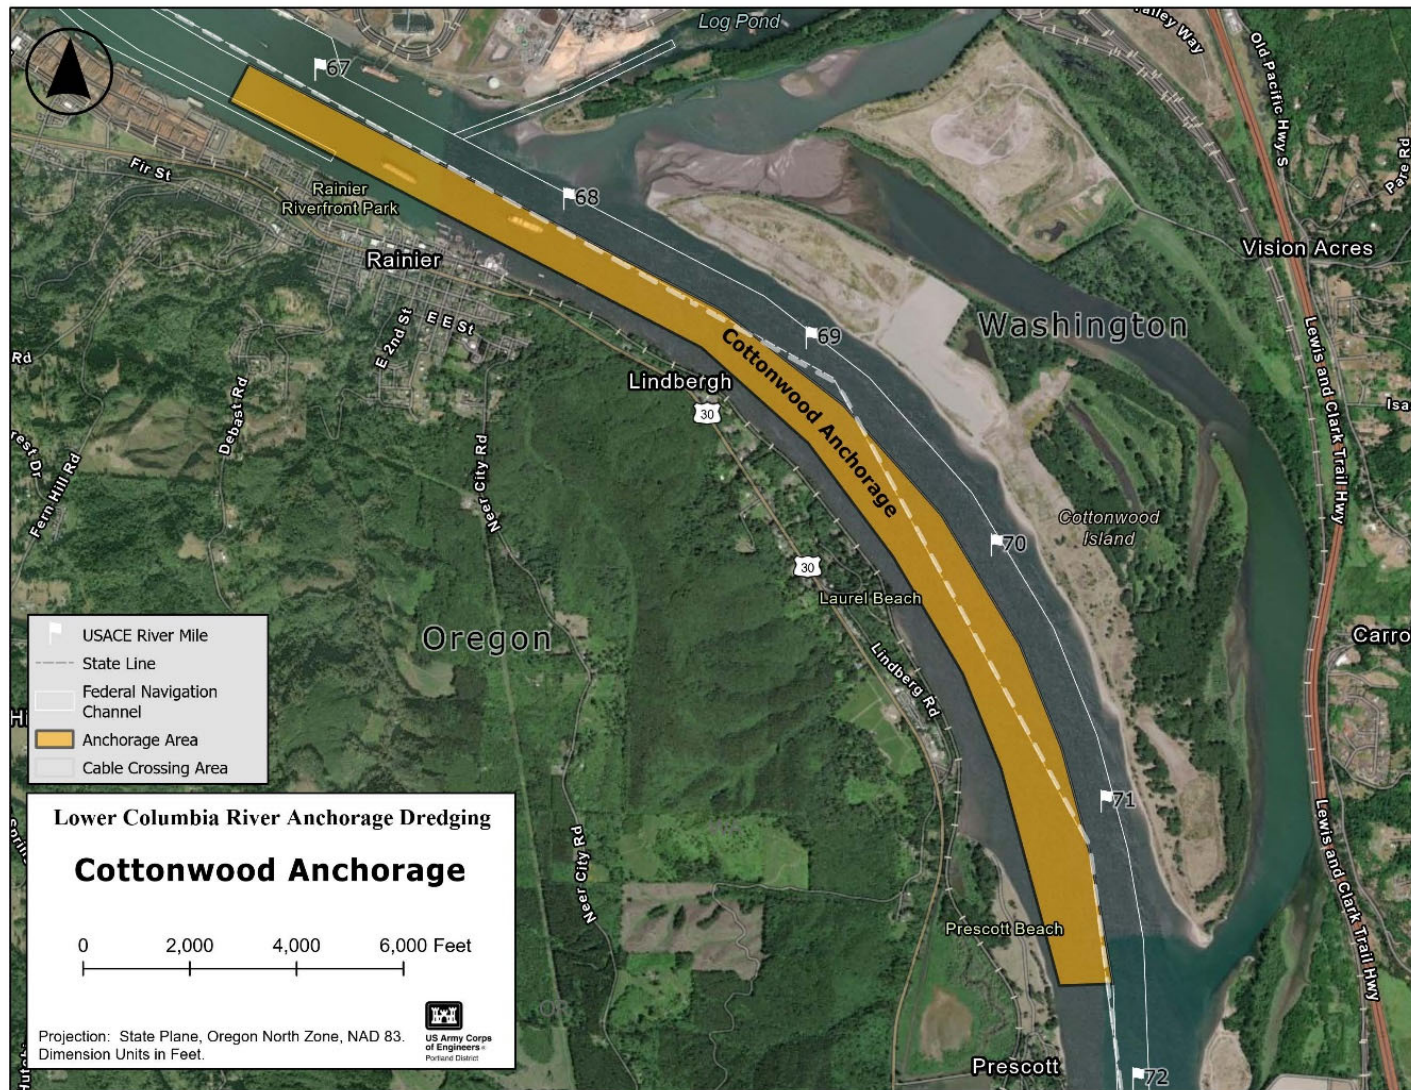 Log Pond
Valley Way
Old Pacific Hwy S
Pare Rd
67
Fir St
Rainier
Riverfront Park
68
Rainier
Vision Acres
E E St
E 2nd St
69
Washington
Lewis and Clark Trail Hwy
Rd
Lindbergh
30
Cottonwood Anchorage
Isa
Debast Rd
Neer City Rd
Fern Hill Rd
rest Dr
70
Cottonwood
Island
30
Laurel Beach
Oregon
Carro
Lindberg Rd
USACE River Mile
State Line
Federal Navigation
Channel
Anchorage Area
Cable Crossing Area
71
Lewis and Clark Trail Hwy
Neer City Rd
Prescott Beach
Lower Columbia River Anchorage Dredging
Cottonwood Anchorage
0 2,000 4,000 6,000 Feet
OR
Projection: State Plane, Oregon North Zone, NAD 83.
Dimension Units in Feet.
US Army Corps
of Engineers®
Portland District
Prescott
72